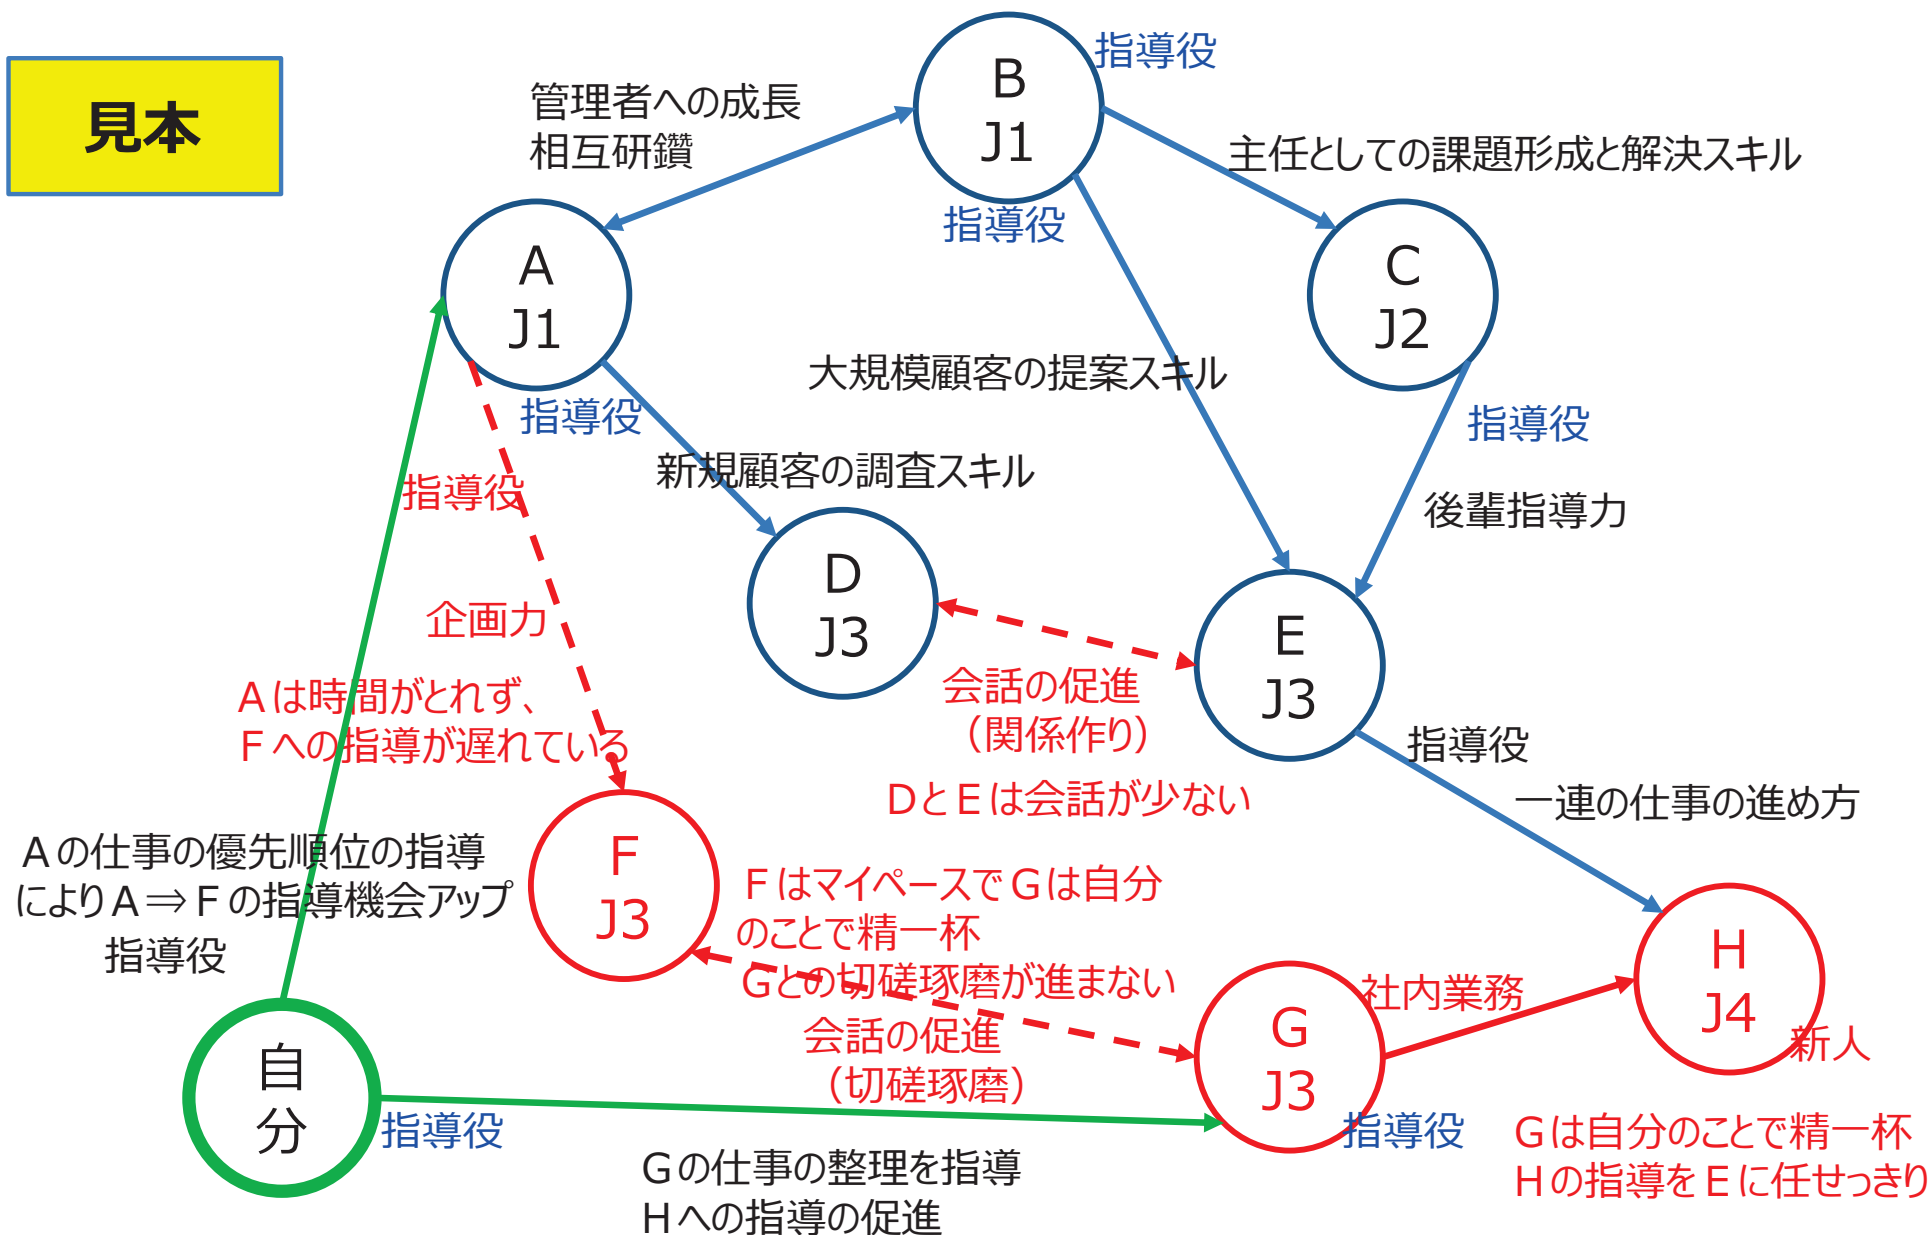 見本
B
J1
指導役
管理者への成長
相互研鑽
主任としての課題形成と解決スキル
指導役
A
J1
C
J2
大規模顧客の提案スキル
指導役
指導役
新規顧客の調査スキル
指導役
後輩指導力
D
J3
E
J3
企画力
会話の促進
（関係作り）
Ａは時間がとれず、
Ｆへの指導が遅れている
ＤとＥは会話が少ない
指導役
一連の仕事の進め方
Ａの仕事の優先順位の指導
によりＡ⇒Ｆの指導機会アップ
指導役
F
J3
ＦはマイペースでＧは自分
のことで精一杯
Ｇとの切磋琢磨が進まない
会話の促進
（切磋琢磨）
G
J3
社内業務
H
J4
新人
自
分
指導役
Ｇの仕事の整理を指導
Ｈへの指導の促進
指導役
Ｇは自分のことで精一杯
Ｈの指導をＥに任せっきり